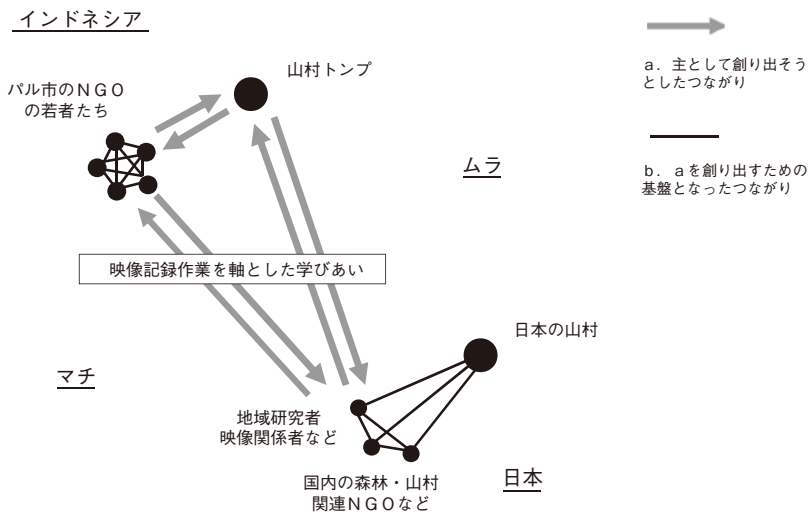 インドネシア
山村トンプ
パル市のＮＧＯ
の若者たち
ａ．主として創り出そう
としたつながり
ｂ．ａを創り出すための
基盤となったつながり
ムラ
映像記録作業を軸とした学びあい
日本の山村
マチ
地域研究者
映像関係者など
国内の森林・山村
関連ＮＧＯなど
日本